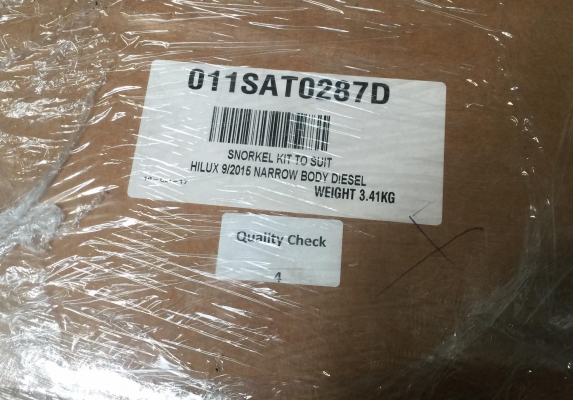 011SAT0287D
SNORKEL KIT TO SUIT
HILUX 9/2015 NARROW BODY DIESEL
WEIGHT 3.41KG
Quality Check
4